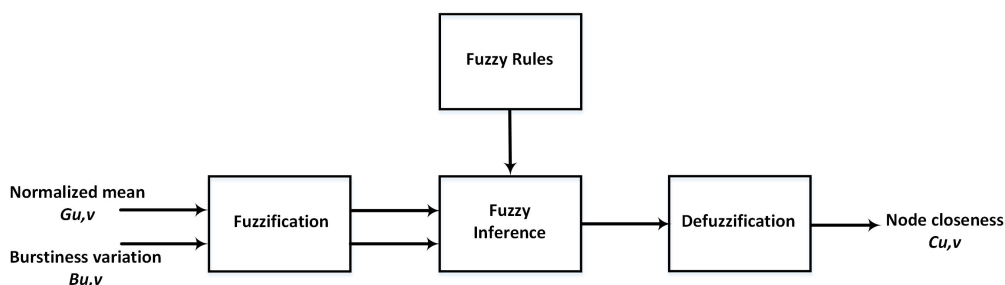 Fuzzy Rules
Normalized mean
Gu,v
Burstiness variation
Bu,v
Fuzzification
Fuzzy
Inference
Defuzzification
Node closeness
Cu,v